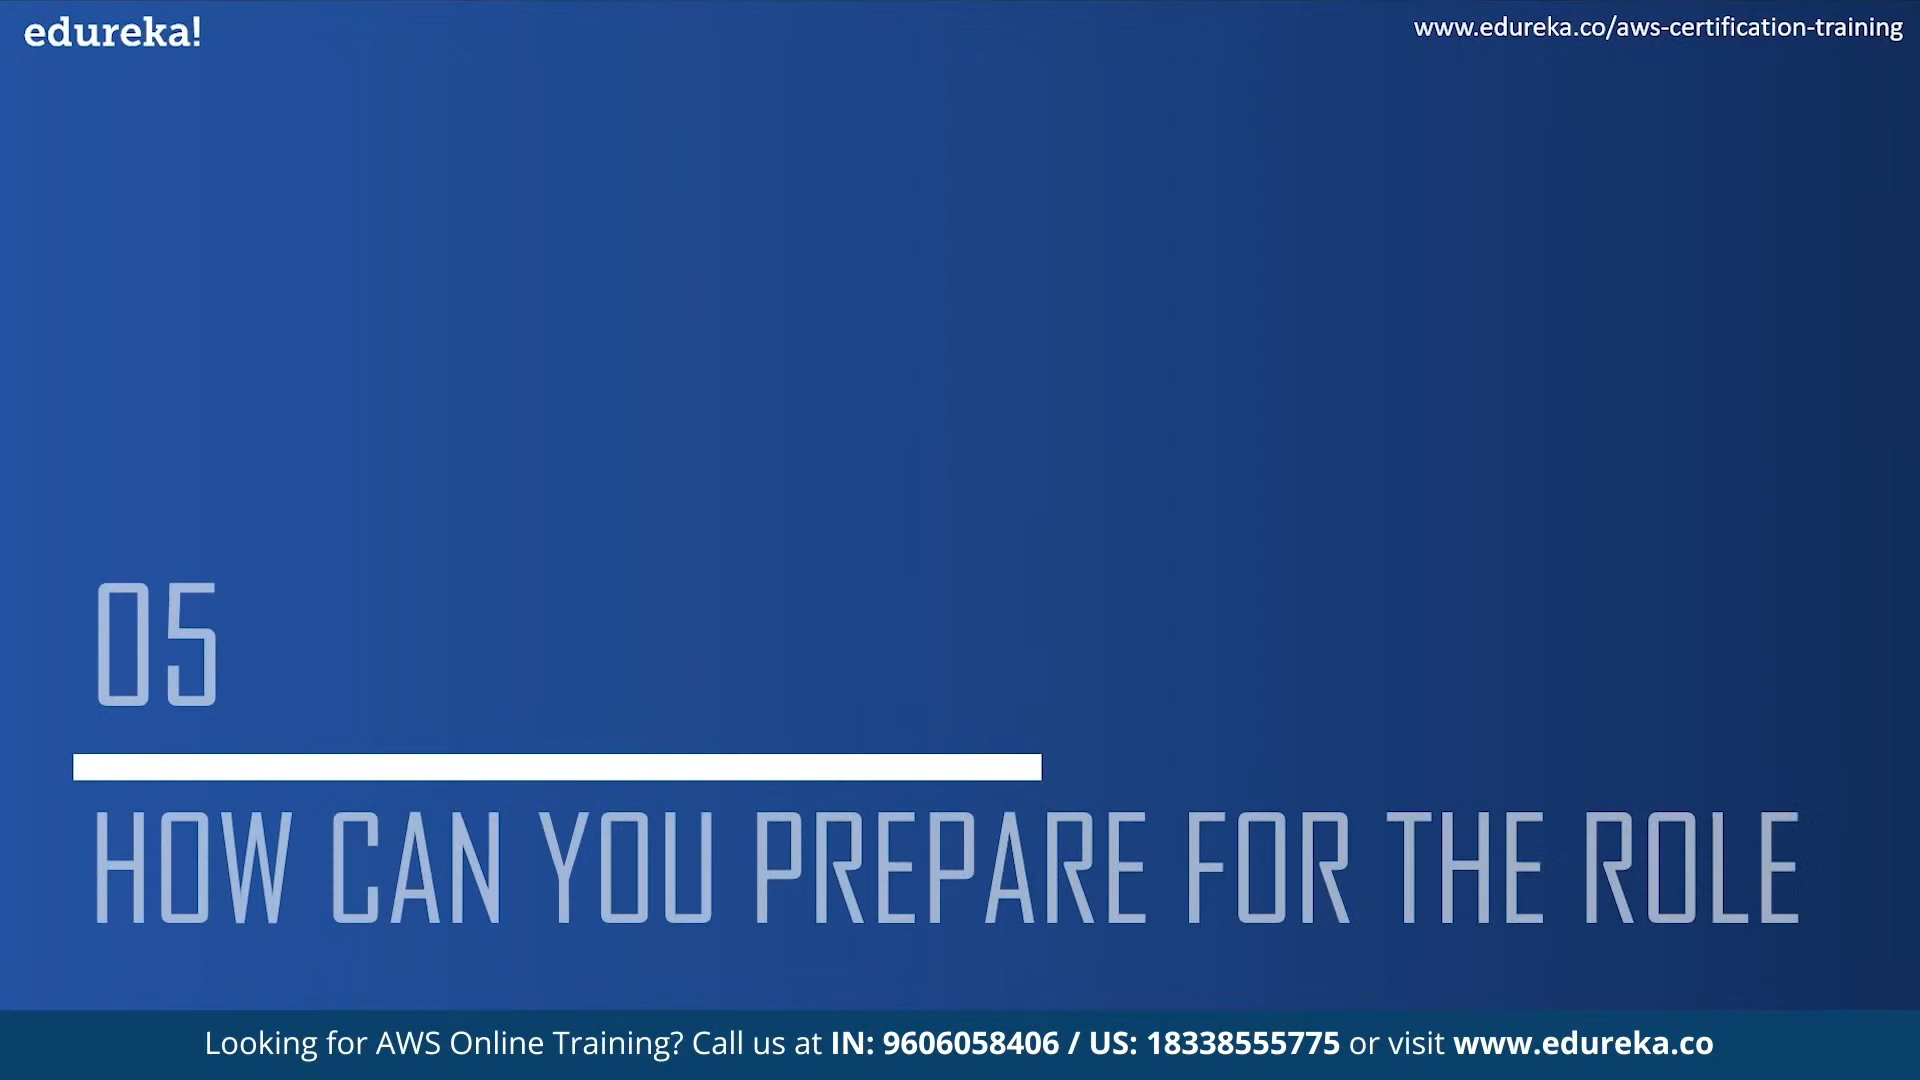 edureka!
www.edureka.co/aws-certification-training
05
HOW CAN YOU PREPARE FOR THE ROLE
Looking for AWS Online Training? Call us at IN: 9606058406 / US: 18338555775 or visit www.edureka.co